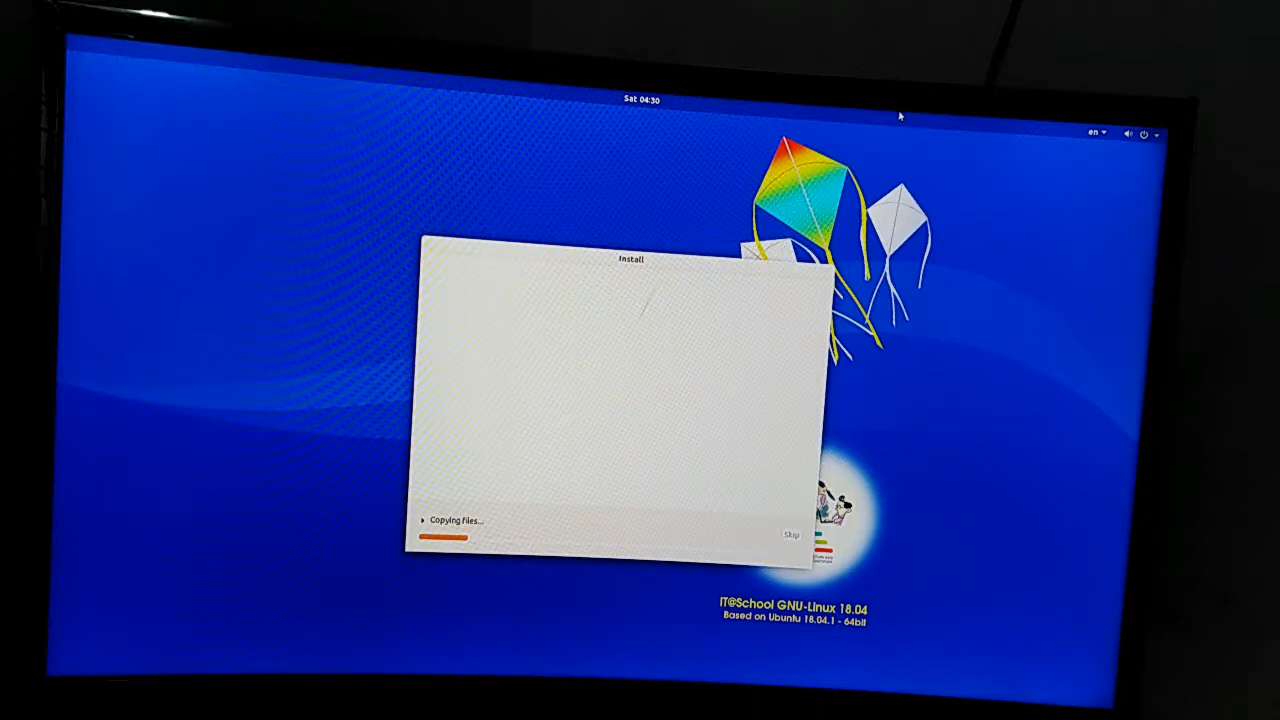 Sat 04:30
en
Install
Copying files...
Skip
IT@School GNU-Linux 18.04
Based on Ubuntu 18.04.1 - 64bit